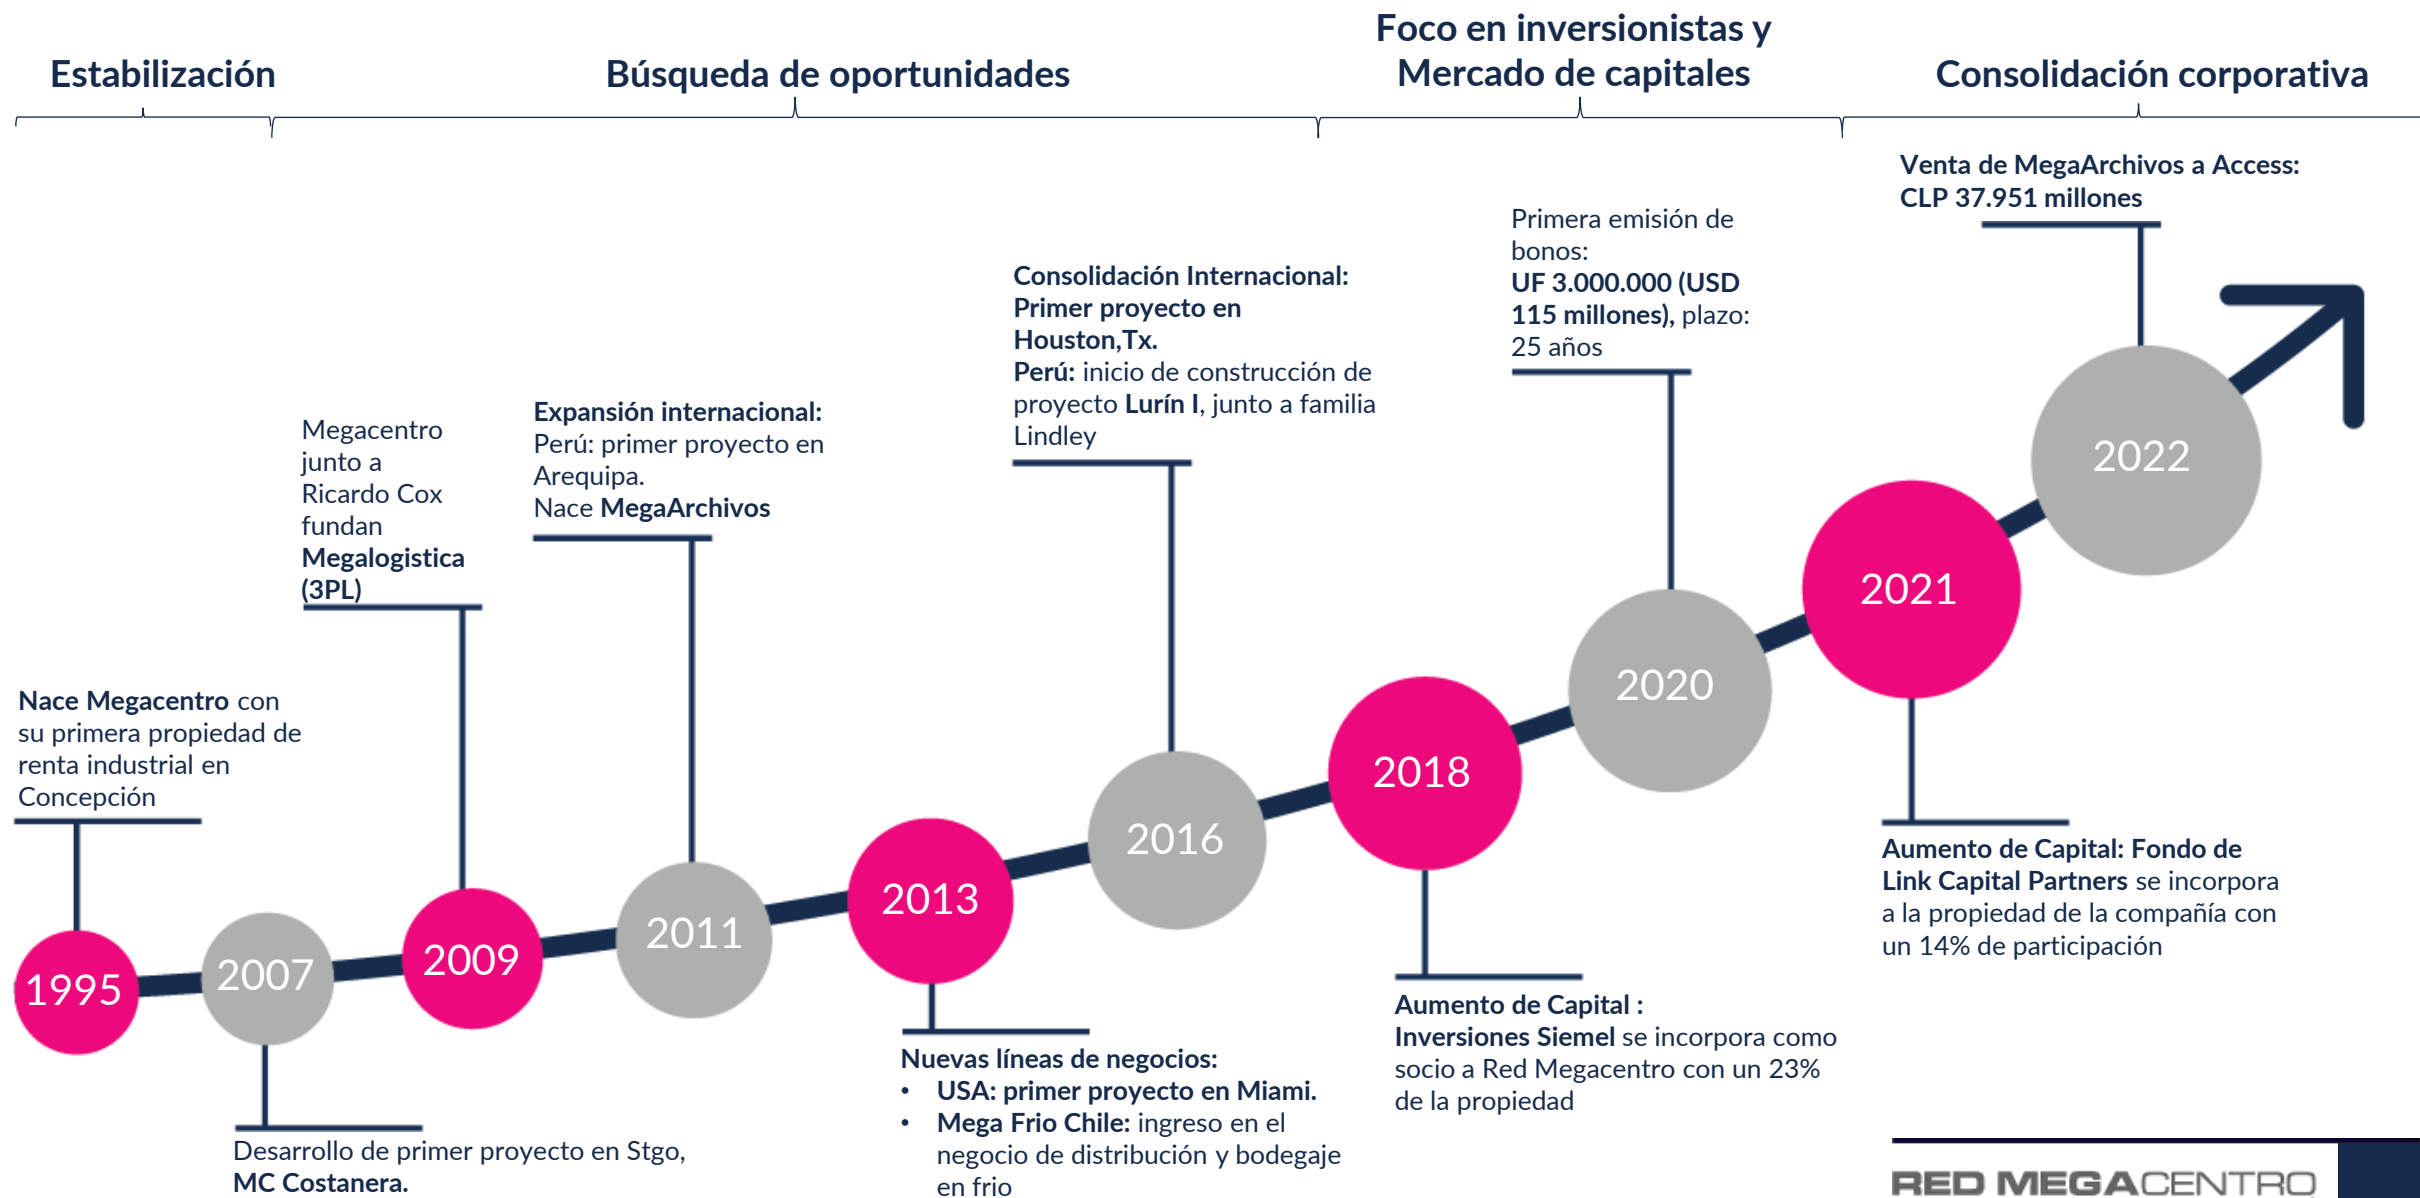 Estabilización
Búsqueda de oportunidades
Foco en inversionistas y
Mercado de capitales
Consolidación corporativa
Nace Megacentro con
su primera propiedad de
renta industrial en
Concepción
1995
2007
Desarrollo de primer proyecto en Stgo,
MC Costanera.
Megacentro
junto a
Ricardo Cox
fundan
Megalogistica
(3PL)
2009
Expansión internacional:
Perú: primer proyecto en
Arequipa.
Nace MegaArchivos
2011
2013
Nuevas líneas de negocios:
• USA: primer proyecto en Miami.
• Mega Frio Chile: ingreso en el
negocio de distribución y bodegaje
en frio
Consolidación Internacional:
Primer proyecto en
Houston,Tx.
Perú: inicio de construcción de
proyecto Lurín I, junto a familia
Lindley
2016
2018
Aumento de Capital :
Inversiones Siemel se incorpora como
socio a Red Megacentro con un 23%
de la propiedad
Primera emisión de
bonos:
UF 3.000.000 (USD
115 millones), plazo:
25 años
2020
2021
Aumento de Capital: Fondo de
Link Capital Partners se incorpora
a la propiedad de la compañía con
un 14% de participación
Venta de MegaArchivos a Access:
CLP 37.951 millones
2022
RED MEGACENTRO